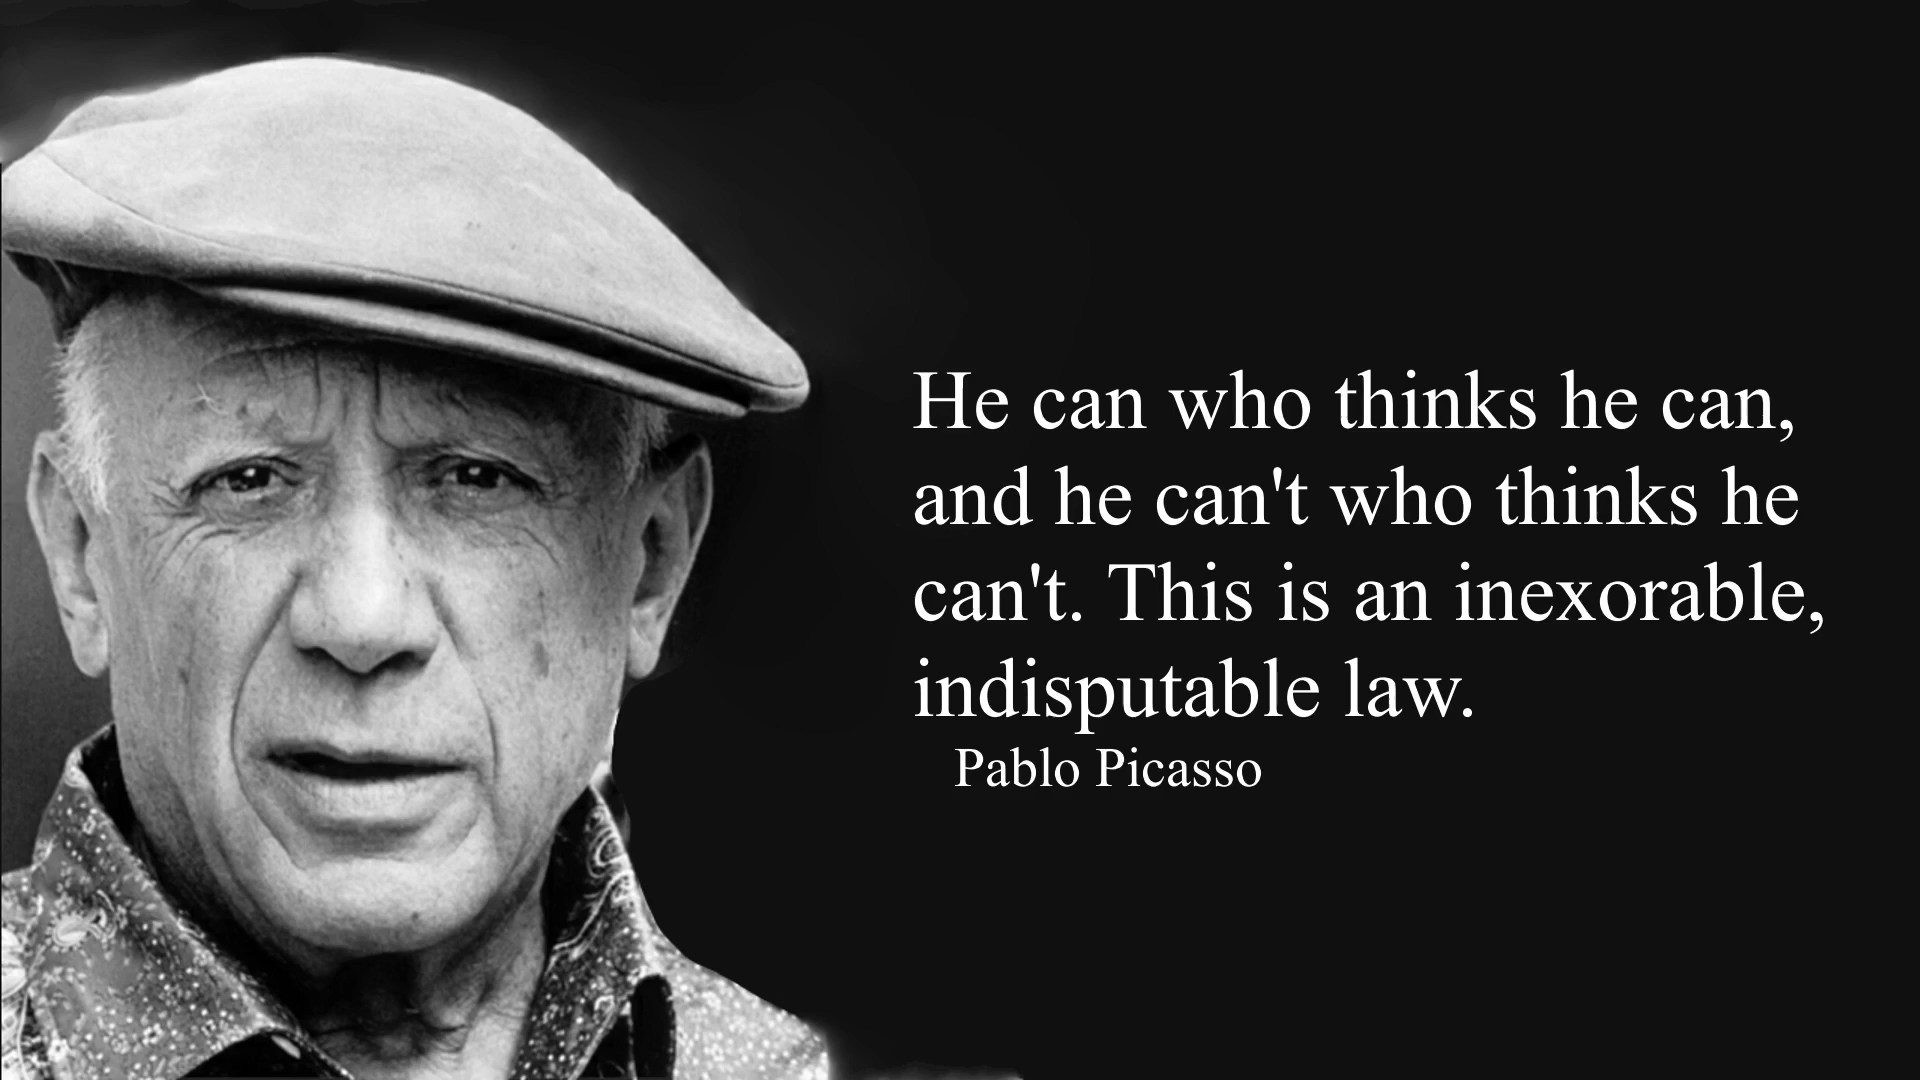 He can who thinks he can,
and he can't who thinks he
can't. This is an inexorable,
indisputable law.
Pablo Picasso